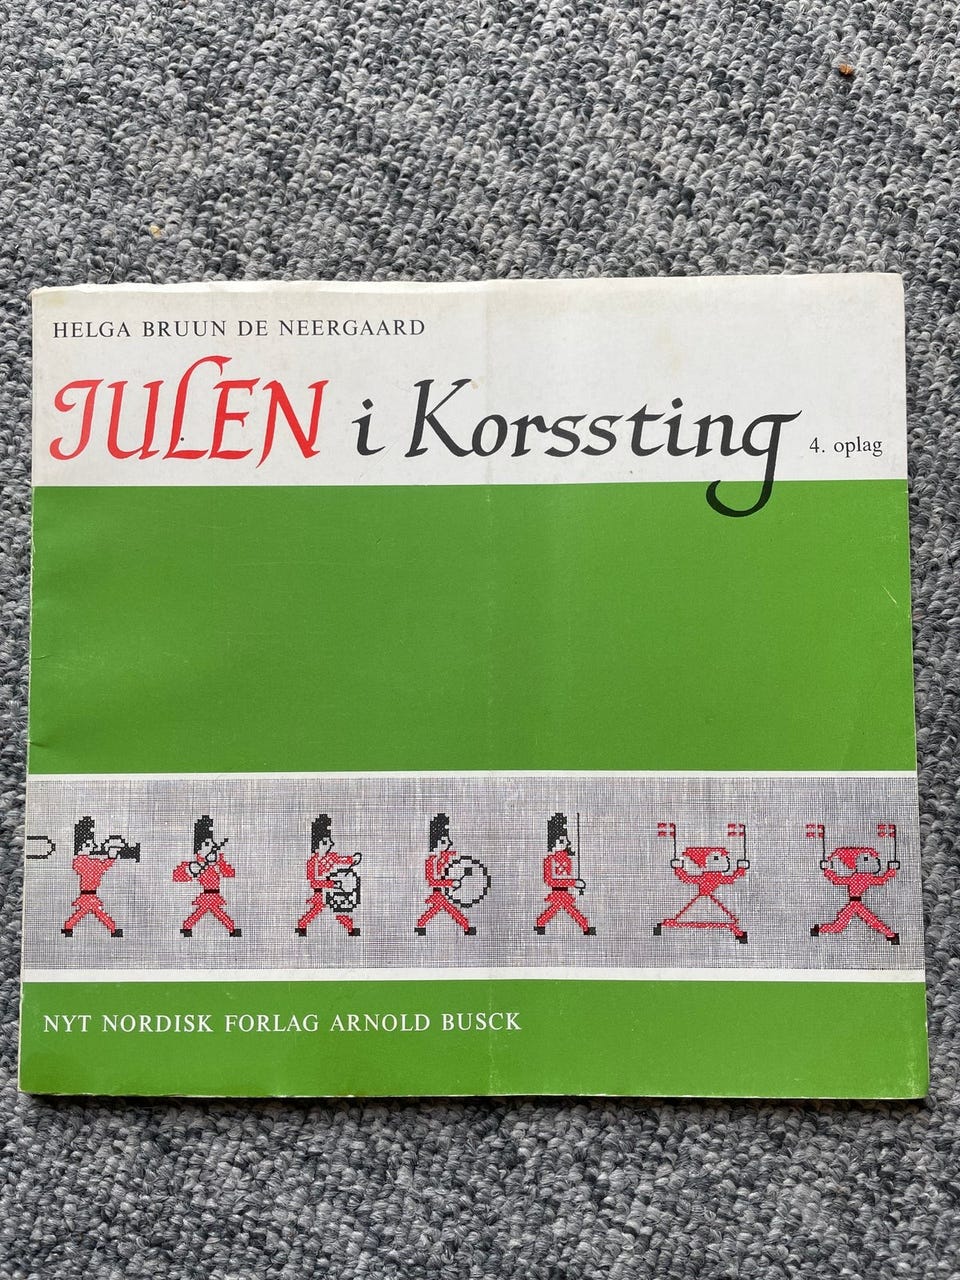 HELGA BRUUN DE NEERGAARD
JULEN i Korssting 4. oplag
NYT NORDISK FORLAG ARNOLD BUSCK